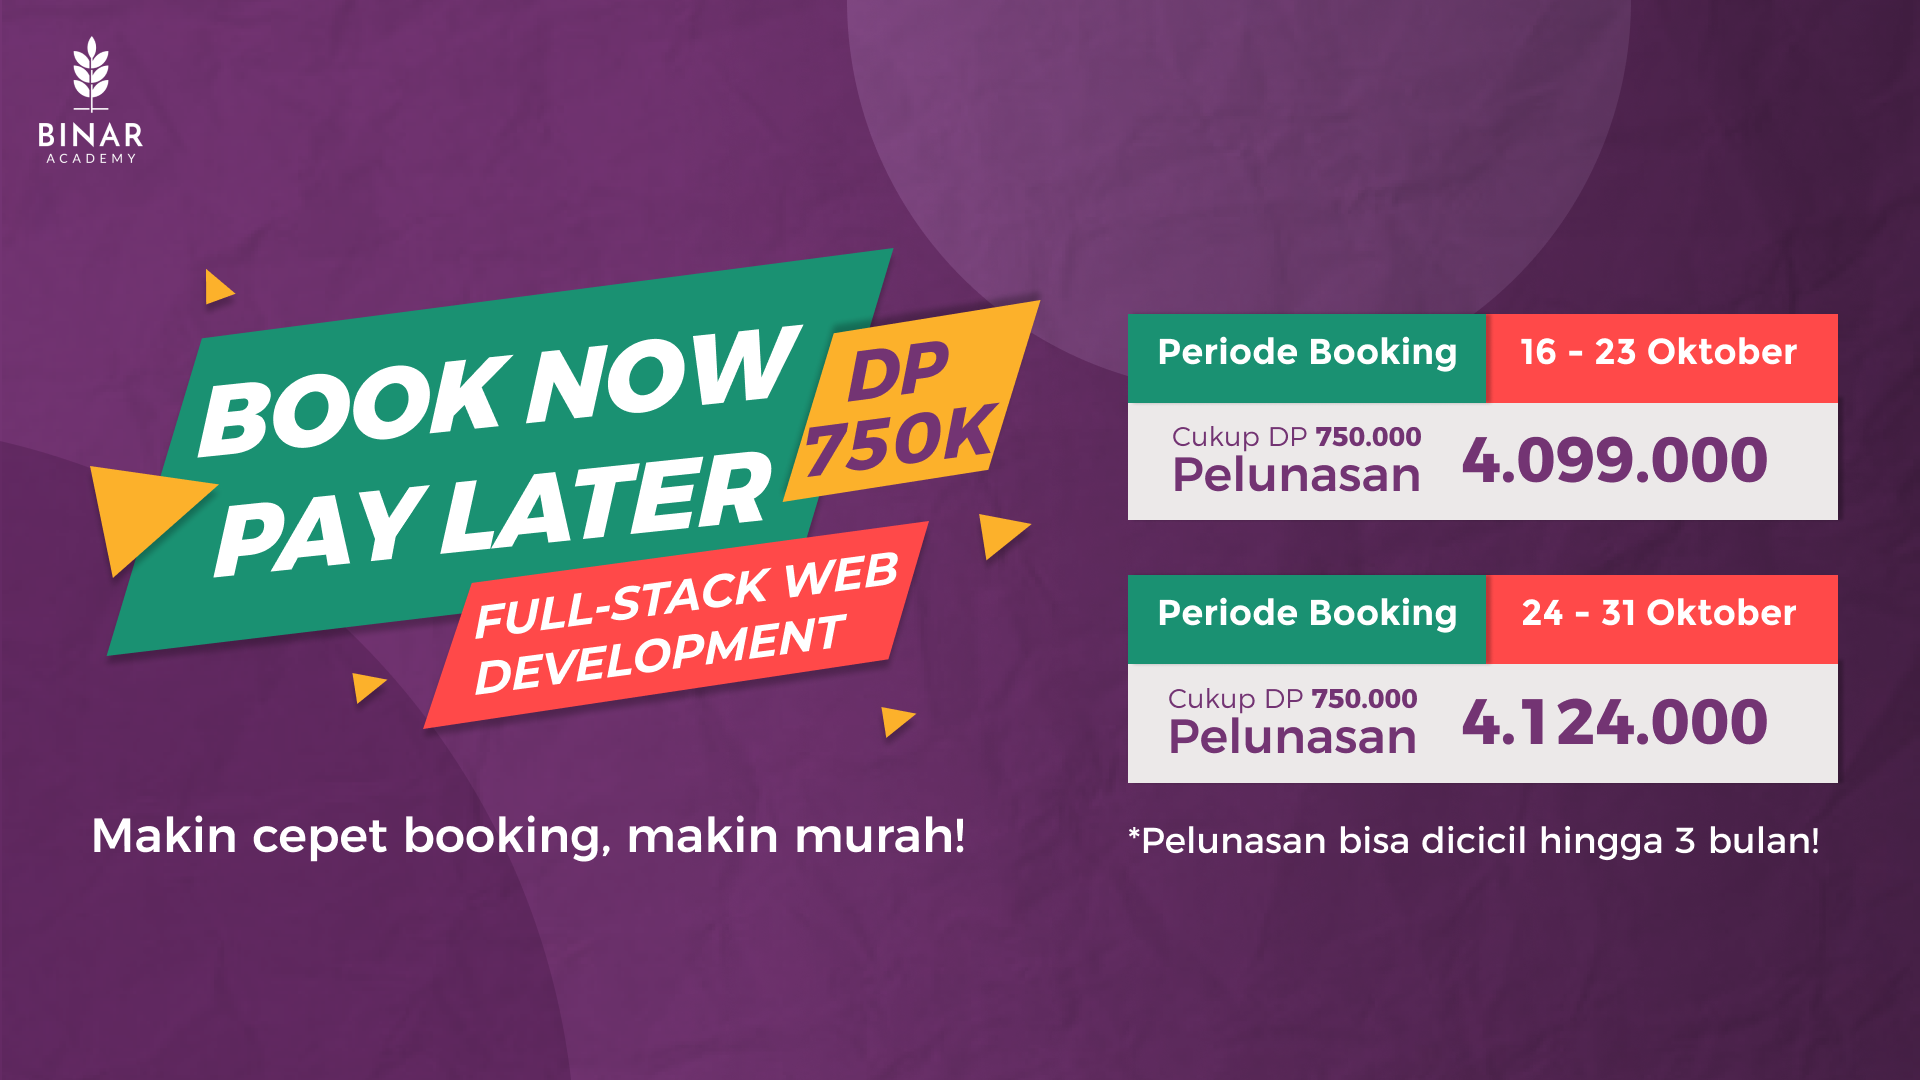 BINAR
ACADEMY
BOOK NOW
PAY LATER
DP
750K
FULL-STACK WEB
DEVELOPMENT
Makin cepet booking, makin murah!
Periode Booking 16 - 23 Oktober
Cukup DP 750.000
Pelunasan 4.099.000
Periode Booking 24 - 31 Oktober
Cukup DP 750.000
Pelunasan 4.124.000
*Pelunasan bisa dicicil hingga 3 bulan!